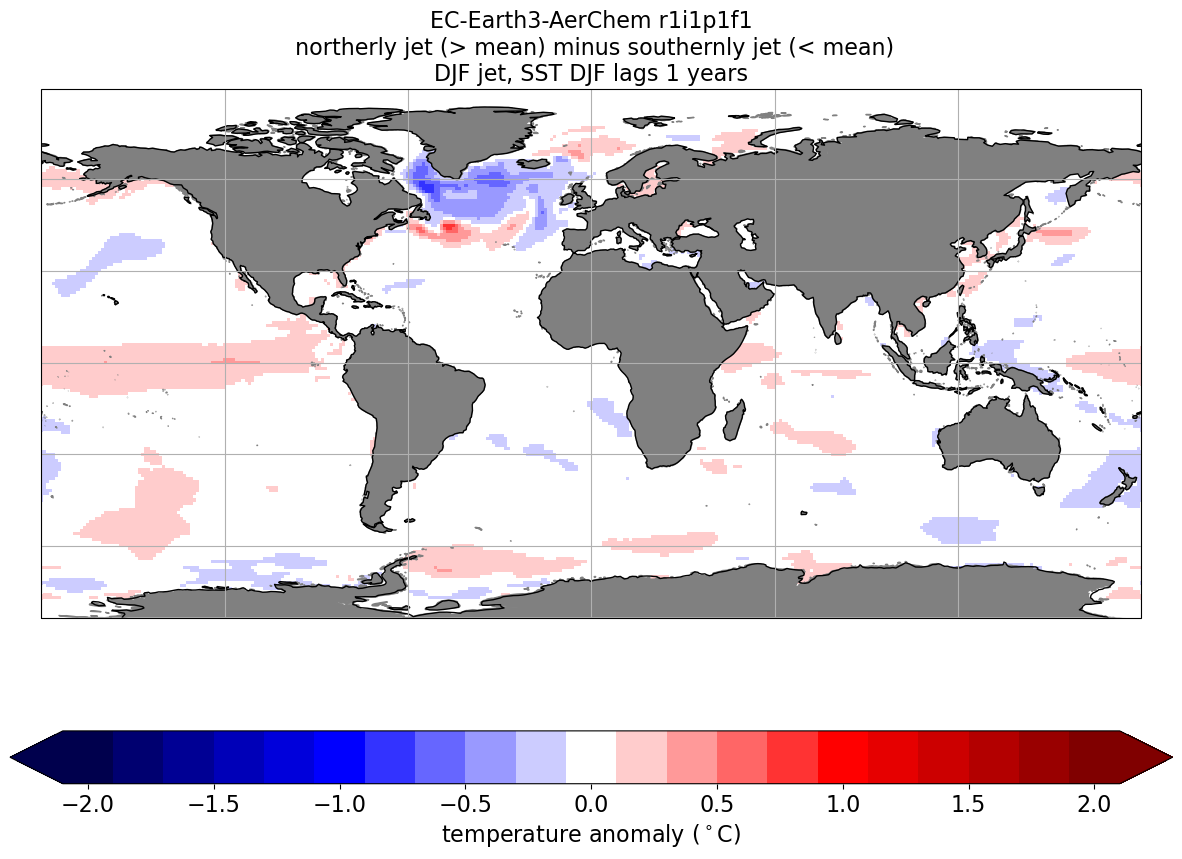 EC-Earth3-AerChem r1i1p1f1
northerly jet (> mean) minus southernly jet (< mean)
DJF jet, SST DJF lags 1 years
−2.0 −1.5 −1.0 −0.5 0.0 0.5 1.0 1.5 2.0
temperature anomaly (°C)